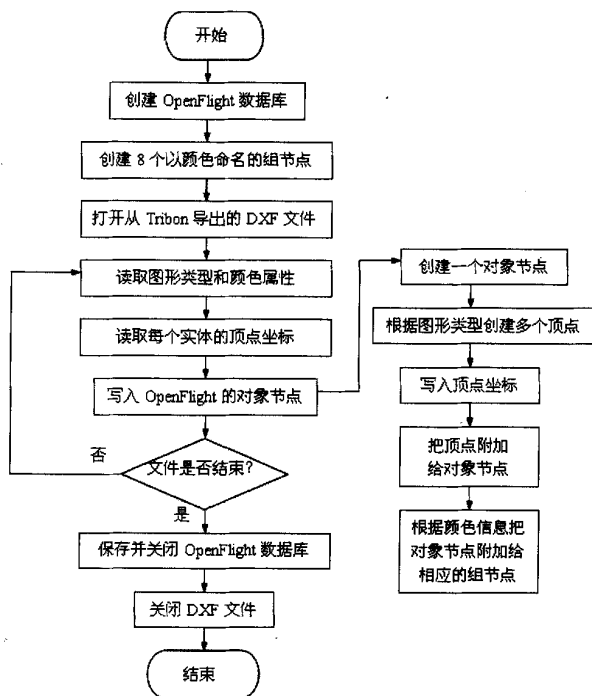 开始
创建 OpenFlight 数据库
创建 8 个以颜色命名的组节点
打开从 Tribon 导出的 DXF 文件
读取图形类型和颜色属性
读取每个实体的顶点坐标
写入 OpenFlight 的对象节点
文件是否结束?
否
是
保存并关闭 OpenFlight 数据库
关闭 DXF 文件
结束
创建一个对象节点
根据图形类型创建多个顶点
写入顶点坐标
把顶点附加
给对象节点
根据颜色信息把
对象节点附加给
相应的组节点